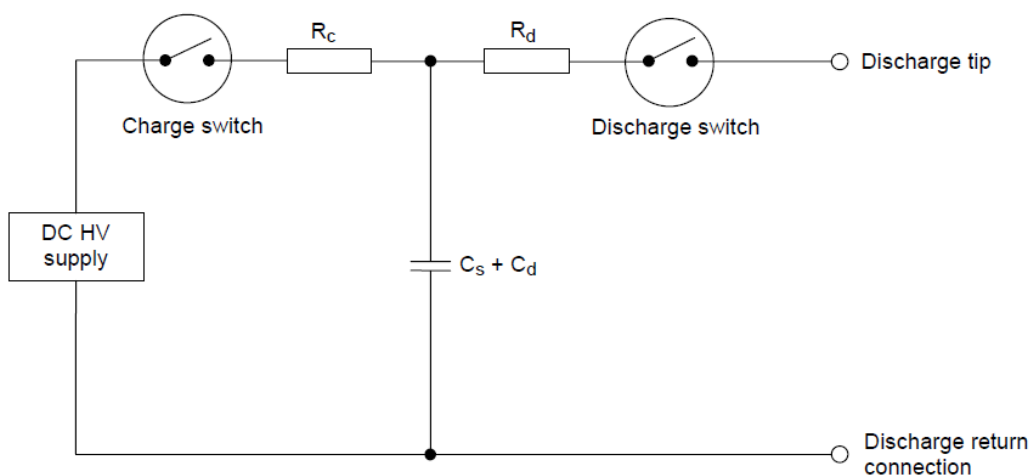 Rc
Rd
Discharge tip
Charge switch
Discharge switch
DC HV
supply
Cs + Cd
Discharge return
connection